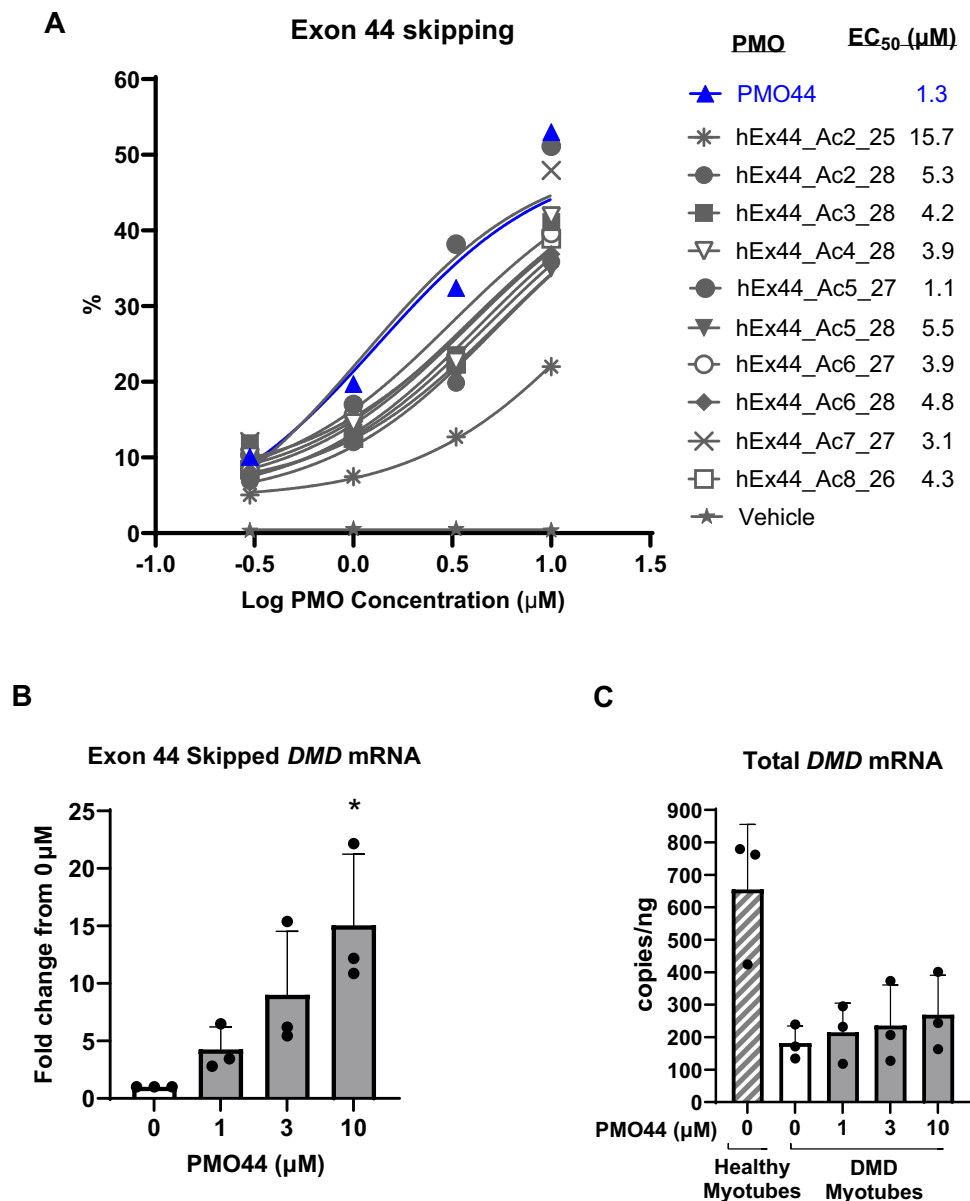 A
Exon 44 skipping
%
60
50
40
30
20
10
0
-1.0 -0.5 0.0 0.5 1.0 1.5
Log PMO Concentration (µM)
PMO EC50 (µM)
PMO44 1.3
hEx44_Ac2_25 15.7
hEx44_Ac2_28 5.3
hEx44_Ac3_28 4.2
hEx44_Ac4_28 3.9
hEx44_Ac5_27 1.1
hEx44_Ac5_28 5.5
hEx44_Ac6_27 3.9
hEx44_Ac6_28 4.8
hEx44_Ac7_27 3.1
hEx44_Ac8_26 4.3
Vehicle
B
Exon 44 Skipped DMD mRNA
Fold change from 0 µM
25
20
15
10
5
0
*
0 1 3 10
PMO44 (µM)
C
Total DMD mRNA
copies/ng
900
800
700
600
500
400
300
200
100
0
PMO44 (µM) 0 0 1 3 10
Healthy DMD
Myotubes Myotubes